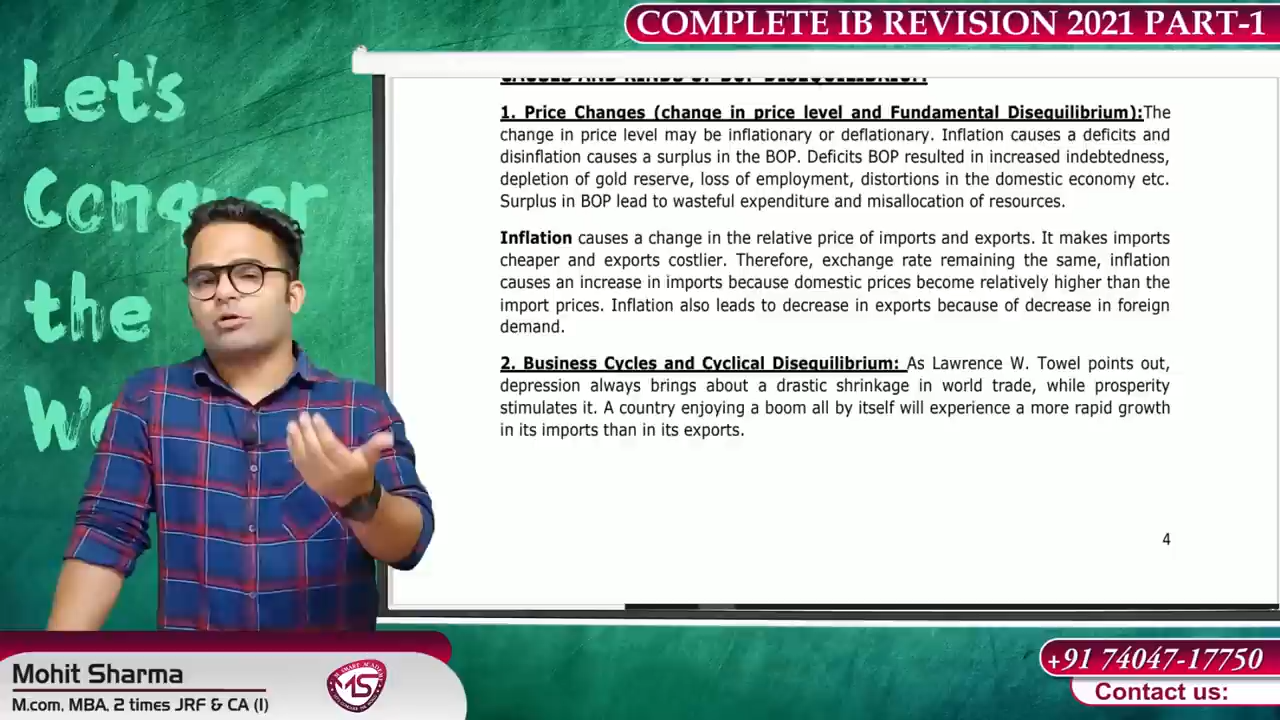 COMPLETE IB REVISION 2021 PART-1
Let's
Conquer
the
CAUSES AND KINDS OF BOP DISEQUILIBRIUM
1. Price Changes (change in price level and Fundamental Disequilibrium):The
change in price level may be inflationary or deflationary. Inflation causes a deficits and
disinflation causes a surplus in the BOP. Deficits BOP resulted in increased indebtedness,
depletion of gold reserve, loss of employment, distortions in the domestic economy etc.
Surplus in BOP lead to wasteful expenditure and misallocation of resources.
Inflation causes a change in the relative price of imports and exports. It makes imports
cheaper and exports costlier. Therefore, exchange rate remaining the same, inflation
causes an increase in imports because domestic prices become relatively higher than the
import prices. Inflation also leads to decrease in exports because of decrease in foreign
demand.
2. Business Cycles and Cyclical Disequilibrium: As Lawrence W. Towel points out,
depression always brings about a drastic shrinkage in world trade, while prosperity
stimulates it. A country enjoying a boom all by itself will experience a more rapid growth
in its imports than in its exports.
4
Mohit Sharma
M.com, MBA, 2 times JRF & CA (I)
MS
+91 74047-17750
Contact us: